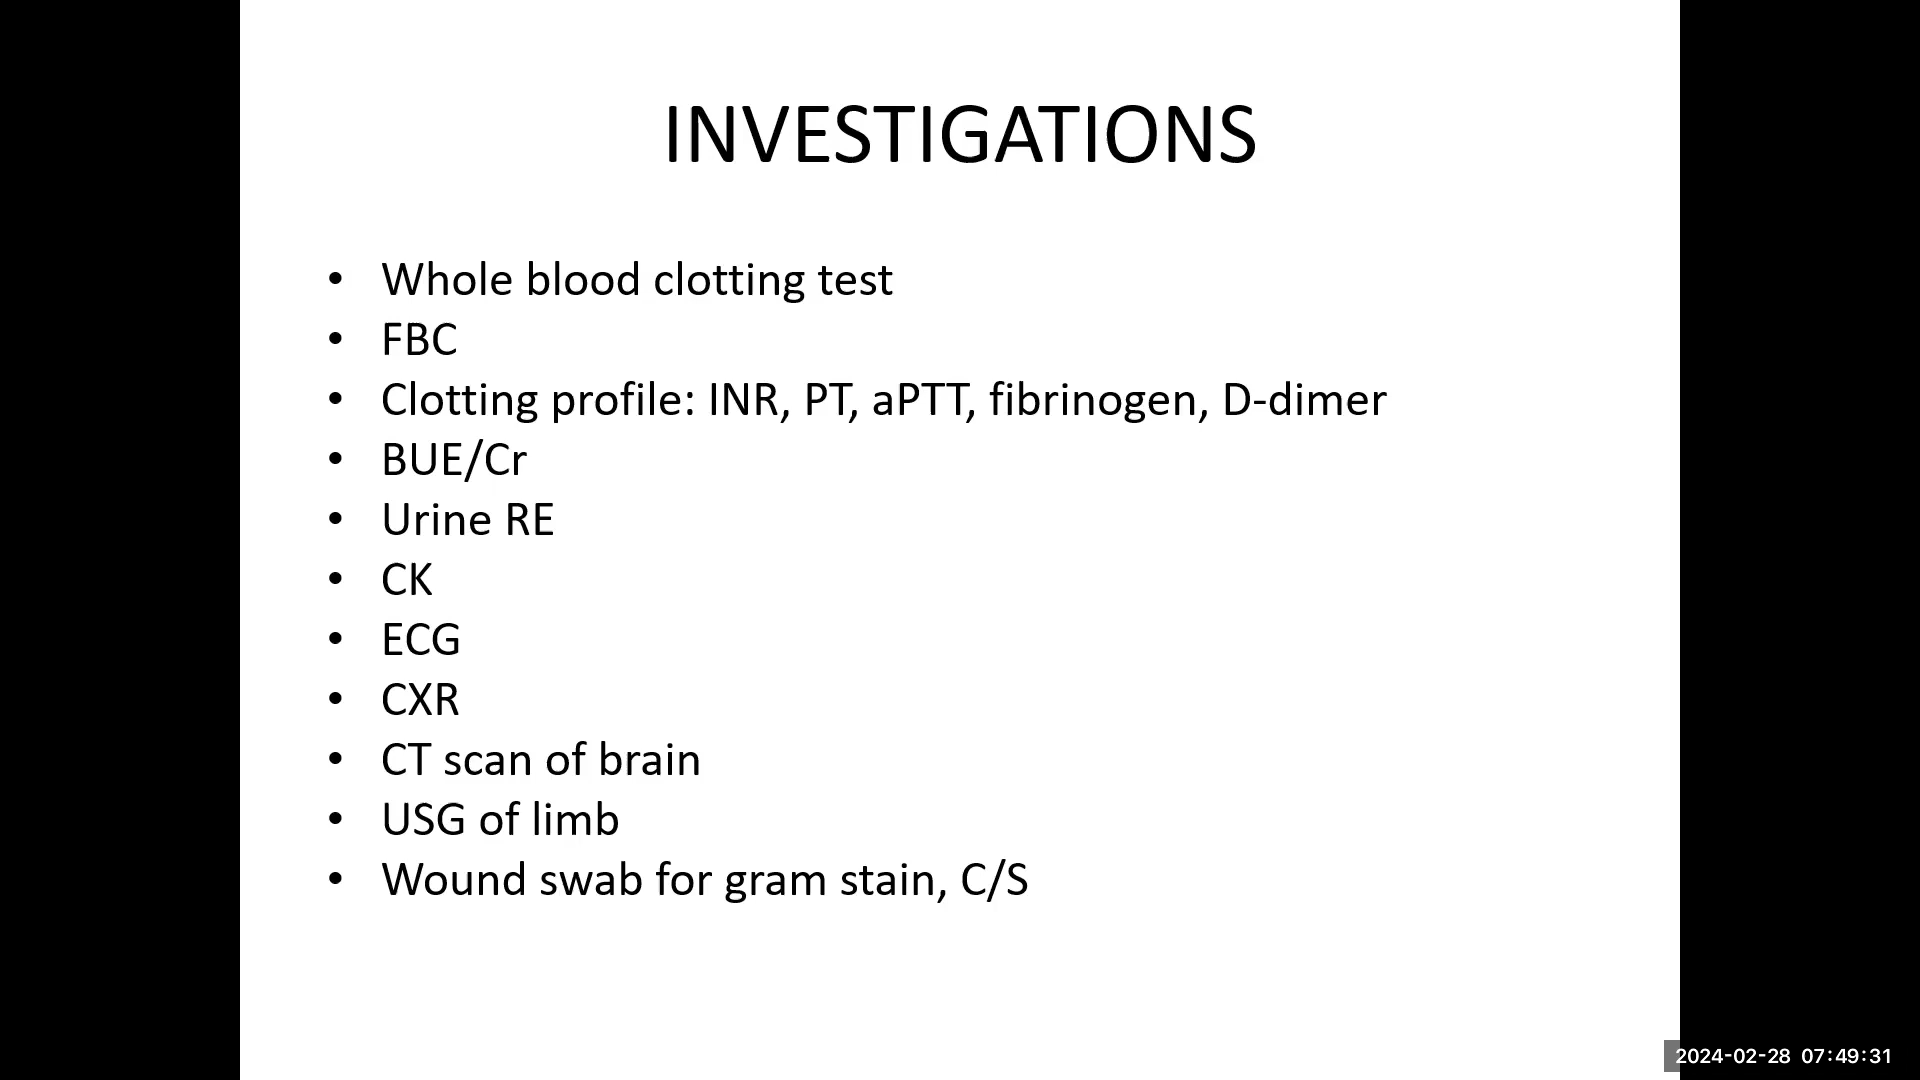 INVESTIGATIONS
• Whole blood clotting test
• FBC
• Clotting profile: INR, PT, aPTT, fibrinogen, D-dimer
• BUE/Cr
• Urine RE
• CK
• ECG
• CXR
• CT scan of brain
• USG of limb
• Wound swab for gram stain, C/S
2024-02-28 07:49:31